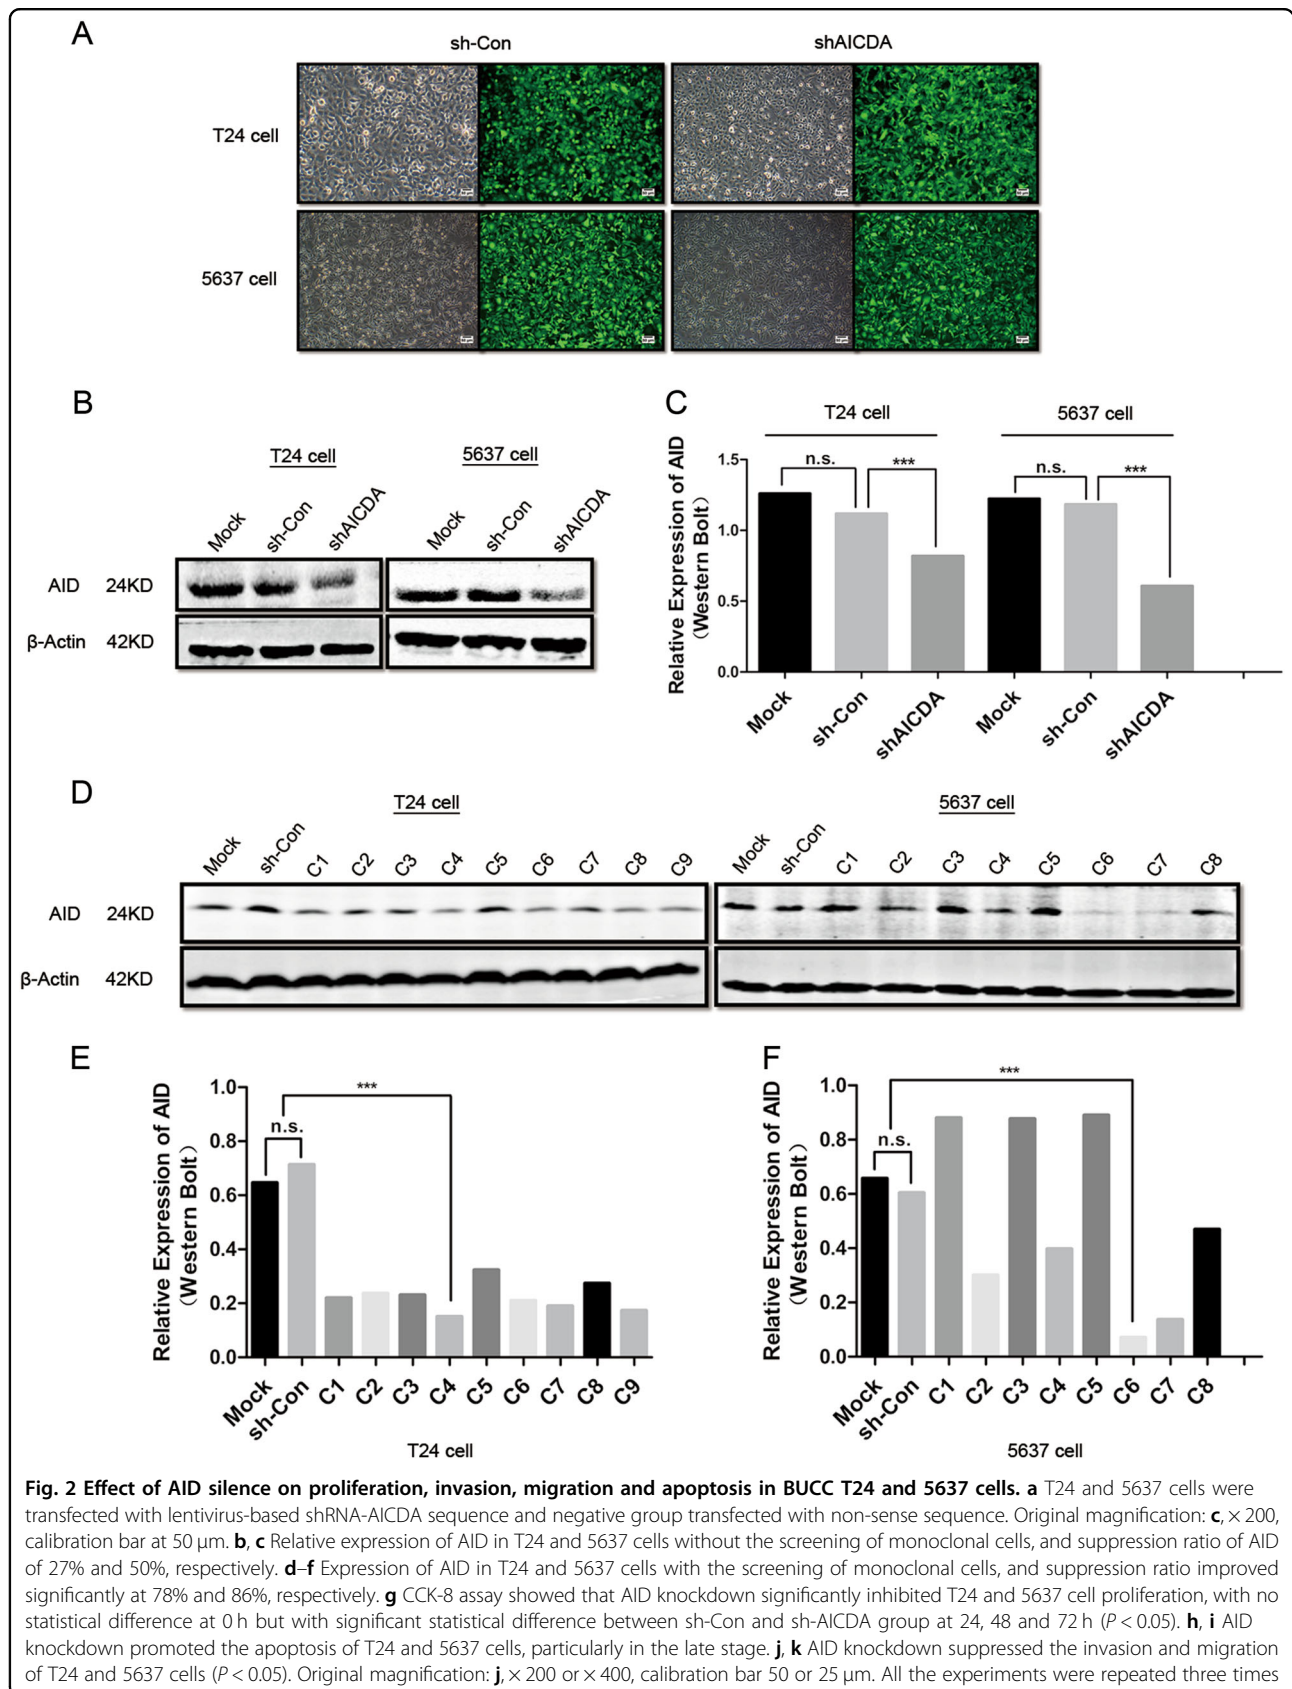 A
sh-Con
shAICDA
T24 cell
5637 cell
B
T24 cell
5637 cell
Mock
sh-Con
shAICDA
Mock
sh-Con
shAICDA
AID
24KD
β-Actin
42KD
C
T24 cell
5637 cell
Relative Expression of AID
(Western Bolt)
1.5
1.0
0.5
0.0
n.s.
***
n.s.
***
Mock
sh-Con
shAICDA
Mock
sh-Con
shAICDA
D
T24 cell
5637 cell
Mock
sh-Con
C1
C2
C3
C4
C5
C6
C7
C8
C9
Mock
sh-Con
C1
C2
C3
C4
C5
C6
C7
C8
AID
24KD
β-Actin
42KD
E
Relative Expression of AID
(Western Bolt)
1.0
0.8
0.6
0.4
0.2
0.0
n.s.
***
Mock
sh-Con
C1
C2
C3
C4
C5
C6
C7
C8
C9
T24 cell
F
Relative Expression of AID
(Western Bolt)
1.0
0.8
0.6
0.4
0.2
0.0
n.s.
***
Mock
sh-Con
C1
C2
C3
C4
C5
C6
C7
C8
5637 cell
Fig. 2 Effect of AID silence on proliferation, invasion, migration and apoptosis in BUCC T24 and 5637 cells. a T24 and 5637 cells were
transfected with lentivirus-based shRNA-AICDA sequence and negative group transfected with non-sense sequence. Original magnification: c, × 200,
calibration bar at 50 μm. b, c Relative expression of AID in T24 and 5637 cells without the screening of monoclonal cells, and suppression ratio of AID
of 27% and 50%, respectively. d–f Expression of AID in T24 and 5637 cells with the screening of monoclonal cells, and suppression ratio improved
significantly at 78% and 86%, respectively. g CCK-8 assay showed that AID knockdown significantly inhibited T24 and 5637 cell proliferation, with no
statistical difference at 0 h but with significant statistical difference between sh-Con and sh-AICDA group at 24, 48 and 72 h (P < 0.05). h, i AID
knockdown promoted the apoptosis of T24 and 5637 cells, particularly in the late stage. j, k AID knockdown suppressed the invasion and migration
of T24 and 5637 cells (P < 0.05). Original magnification: j, × 200 or × 400, calibration bar 50 or 25 μm. All the experiments were repeated three times